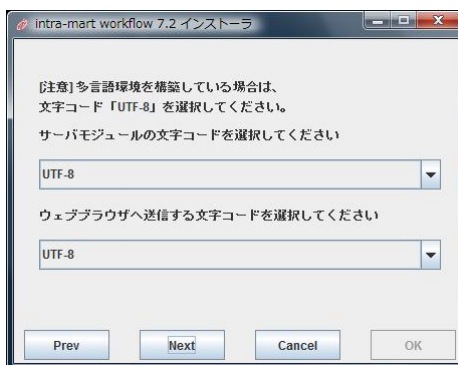 intra-mart workflow 7.2 インストーラ
[注意]多言語環境を構築している場合は、
文字コード「UTF-8」を選択してください。
サーバモジュールの文字コードを選択してください
UTF-8
ウェブブラウザへ送信する文字コードを選択してください
UTF-8
Prev Next Cancel OK